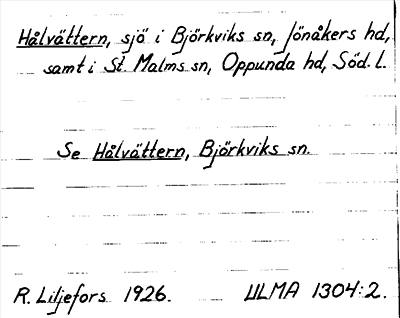 Hålvättern, sjö i Björkviks sn, Jönåkers hd,
samt i St. Malms sn, Oppunda hd, Söd. l.
Se Hålvättern, Björkviks sn.
R. Liljefors 1926. ULMA 1304:2.